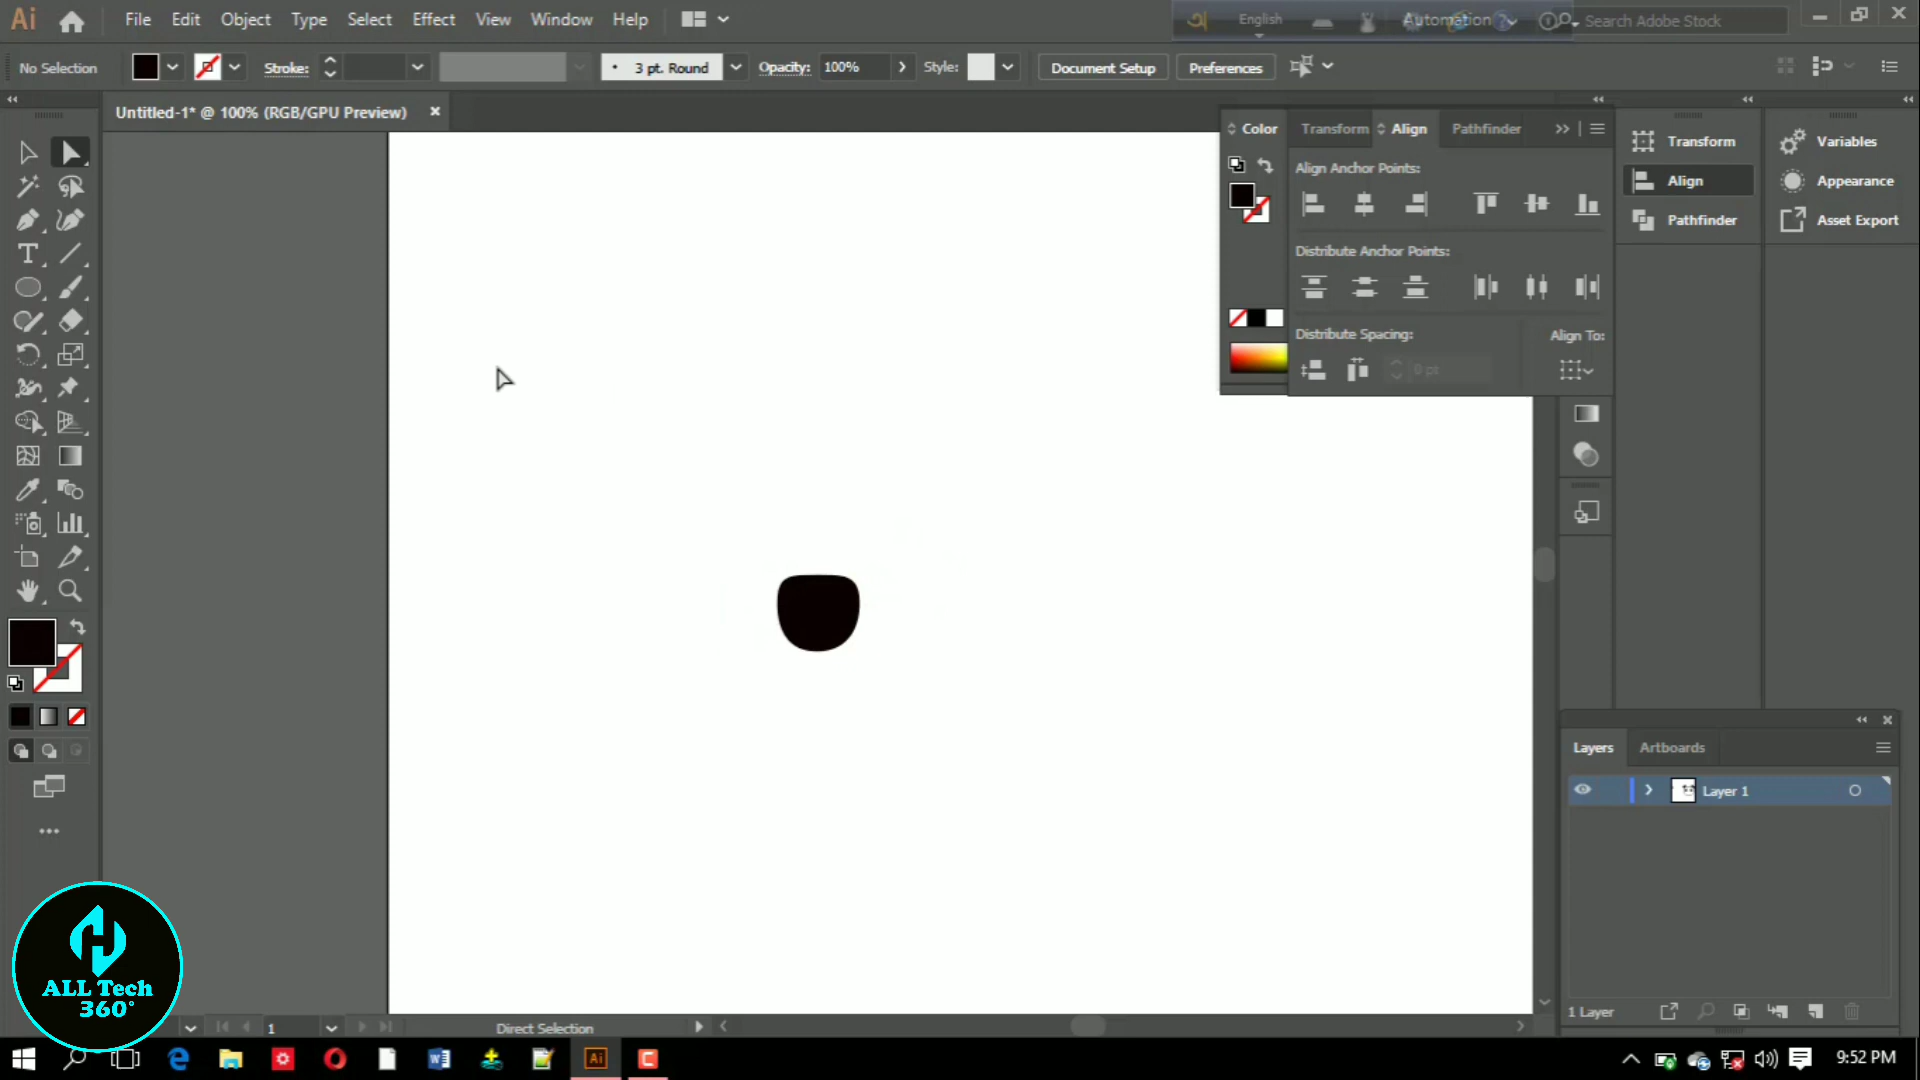 Ai File Edit Object Type Select Effect View Window Help
অ English Automation Search Adobe Stock
No Selection Stroke: 3 pt. Round Opacity: 100% Style: Document Setup Preferences
Untitled-1* @ 100% (RGB/GPU Preview)
Color Transform Align Pathfinder
Align Anchor Points:
Distribute Anchor Points:
Distribute Spacing: Align To:
0 pt
Transform
Align
Pathfinder
Variables
Appearance
Asset Export
Layers Artboards
Layer 1
1 Layer
ALL Tech
360°
1 Direct Selection
Ai
9:52 PM